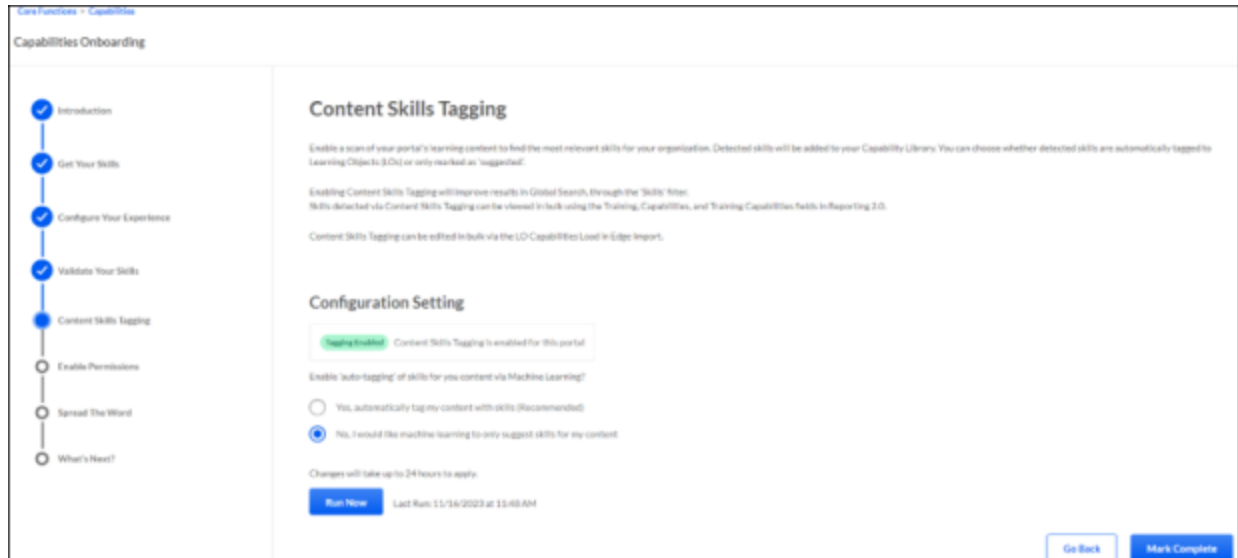 Core Functions > Capabilities
Capabilities Onboarding
Introduction
Get Your Skills
Configure Your Experience
Validate Your Skills
Content Skills Tagging
Enable Permissions
Spread The Word
What's Next?
Content Skills Tagging
Enable a scan of your portal's learning content to find the most relevant skills for your organization. Detected skills will be added to your Capability Library. You can choose whether detected skills are automatically tagged to
Learning Objects (LOs) or only marked as 'suggested'.
Enabling Content Skills Tagging will improve results in Global Search, through the 'Skills' filter.
Skills detected via Content Skills Tagging can be viewed in bulk using the Training, Capabilities, and Training Capabilities fields in Reporting 2.0.
Content Skills Tagging can be edited in bulk via the LO Capabilities Load in Edge Import.
Configuration Setting
Tagging Enabled Content Skills Tagging is enabled for this portal
Enable 'auto-tagging' of skills for you content via Machine Learning?
Yes, automatically tag my content with skills (Recommended)
No, I would like machine learning to only suggest skills for my content
Changes will take up to 24 hours to apply.
Run Now Last Run: 11/16/2023 at 11:48 AM
Go Back Mark Complete